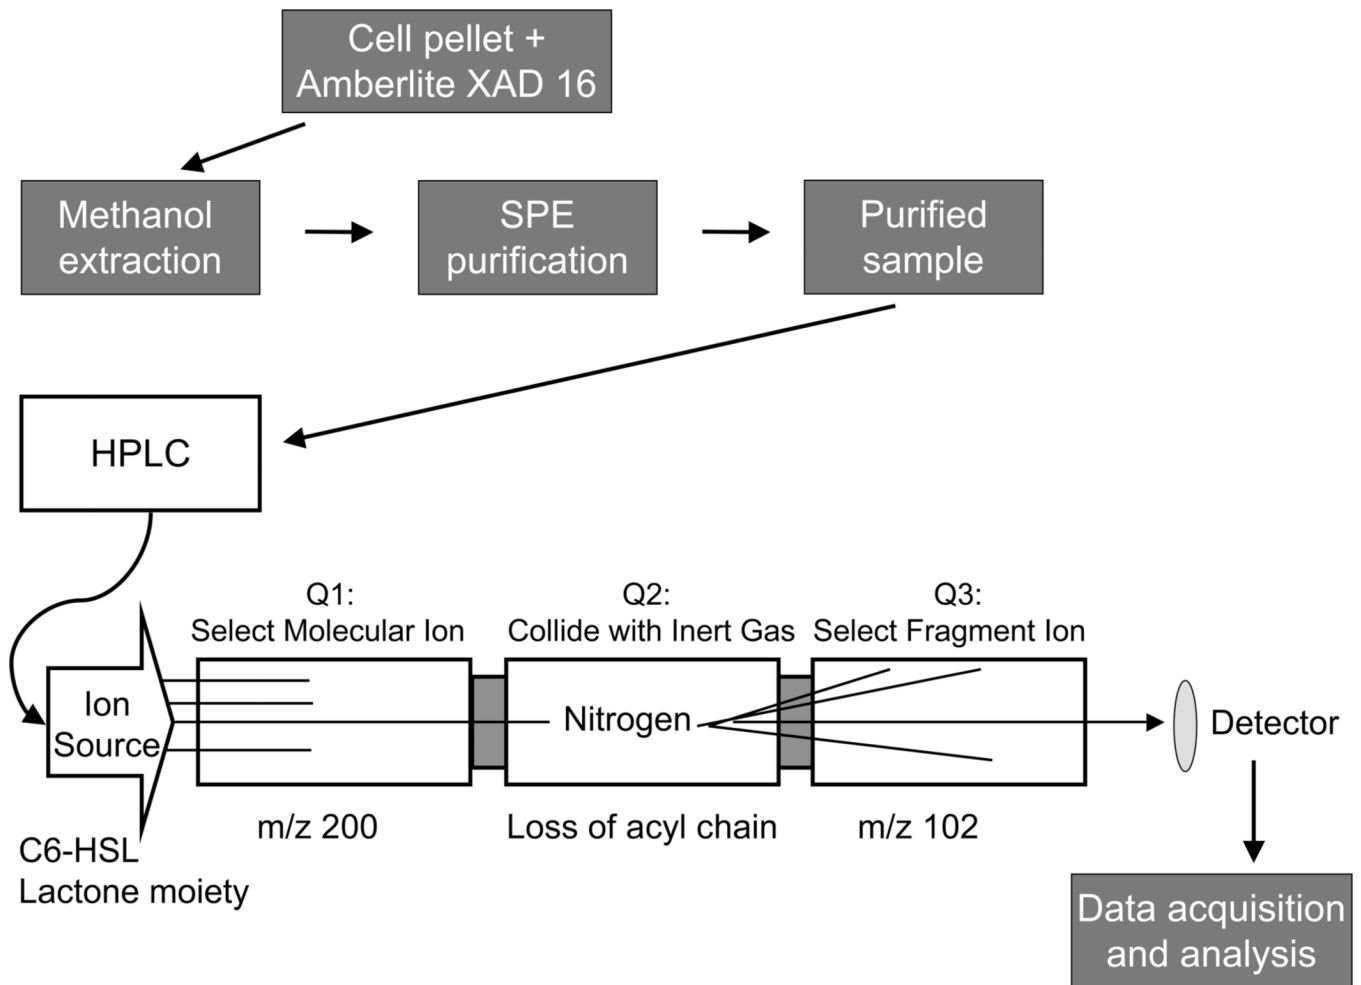 Cell pellet +
Amberlite XAD 16
Methanol
extraction
SPE
purification
Purified
sample
HPLC
Q1:
Select Molecular Ion
Q2:
Collide with Inert Gas
Q3:
Select Fragment Ion
Ion
Source
Nitrogen
Detector
m/z 200
Loss of acyl chain
m/z 102
C6-HSL
Lactone moiety
Data acquisition
and analysis